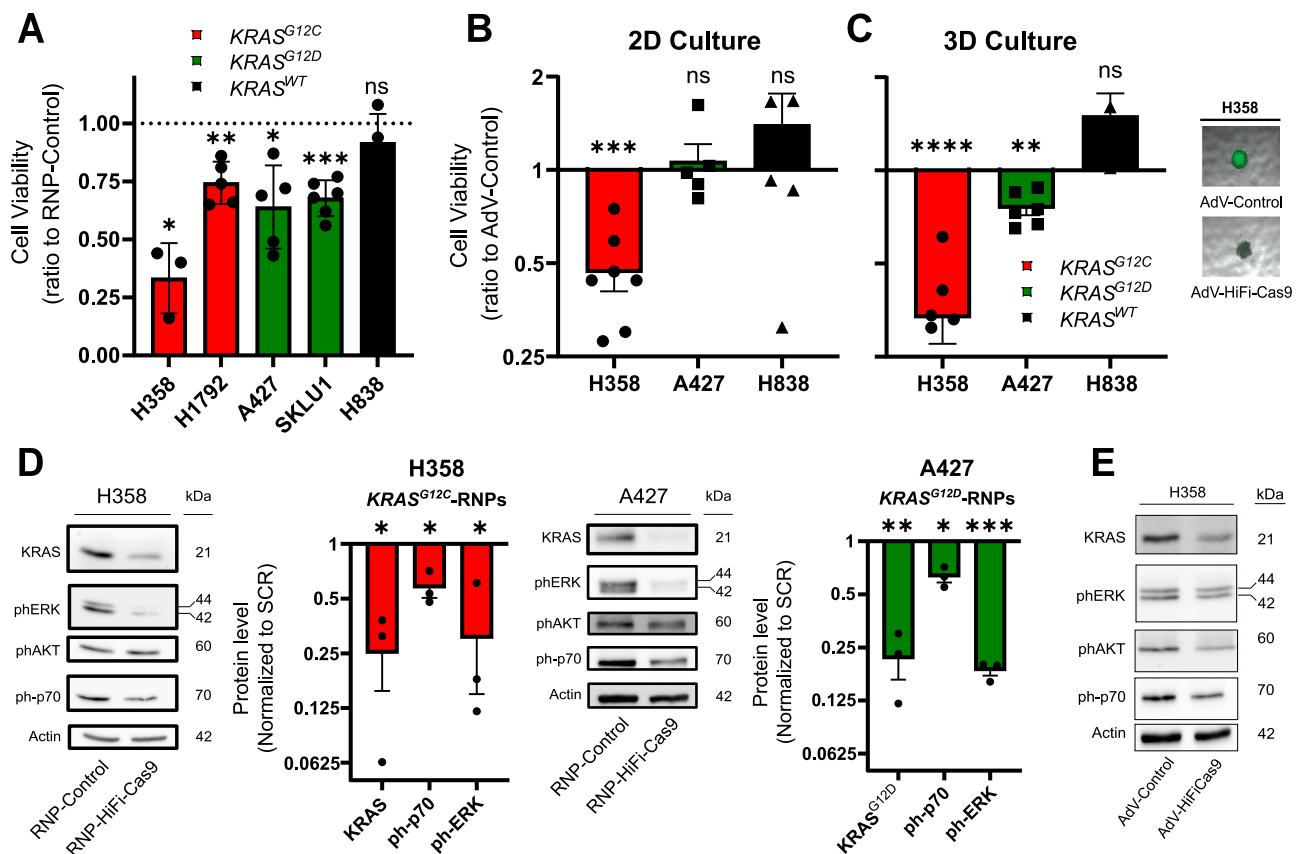 A
KRAS^G12C
KRAS^G12D
KRAS^WT
Cell Viability
(ratio to RNP-Control)
1.00
0.75
0.50
0.25
0.00
*
**
*
***
ns
H358
H1792
A427
SKLU1
H838
B
2D Culture
Cell Viability
(ratio to AdV-Control)
2
1
0.5
0.25
***
ns
ns
H358
A427
H838
C
3D Culture
****
**
ns
KRAS^G12C
KRAS^G12D
KRAS^WT
H358
A427
H838
H358
AdV-Control
AdV-HiFi-Cas9
D
H358
kDa
KRAS
21
phERK
44
42
phAKT
60
ph-p70
70
Actin
42
RNP-Control
RNP-HiFi-Cas9
H358
KRAS^G12C-RNPs
Protein level
(Normalized to SCR)
* * *
1
0.5
0.25
0.125
0.0625
KRAS
ph-p70
ph-ERK
A427
kDa
KRAS
21
phERK
44
42
phAKT
60
ph-p70
70
Actin
42
RNP-Control
RNP-HiFi-Cas9
A427
KRAS^G12D-RNPs
Protein level
(Normalized to SCR)
** * ***
1
0.5
0.25
0.125
0.0625
KRAS^G12D
ph-p70
ph-ERK
E
H358
kDa
KRAS
21
phERK
44
42
phAKT
60
ph-p70
70
Actin
42
AdV-Control
AdV-HiFiCas9